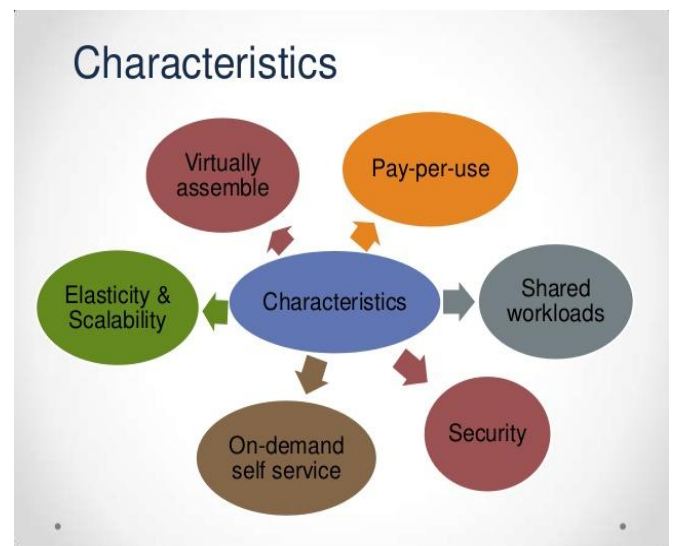 Characteristics
Virtually
assemble
Pay-per-use
Elasticity &
Scalability
Characteristics
Shared
workloads
On-demand
self service
Security